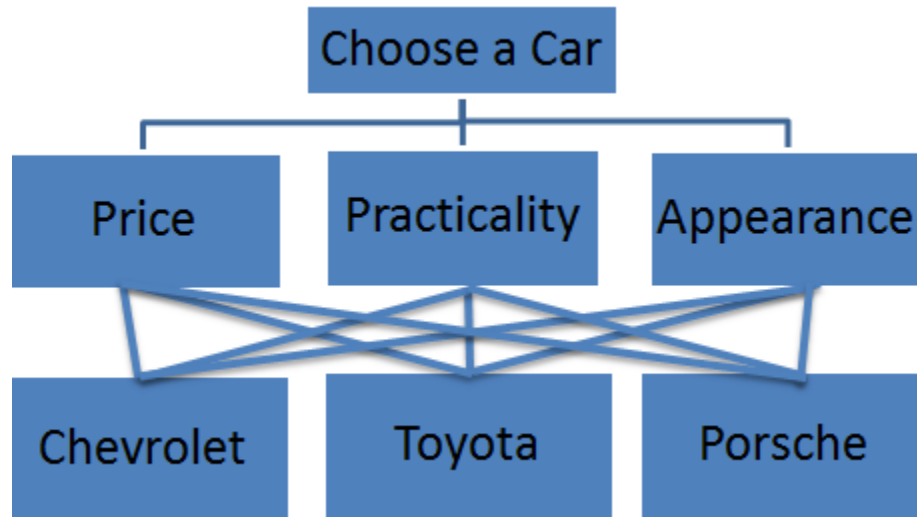 Choose a Car
Price
Practicality
Appearance
Chevrolet
Toyota
Porsche